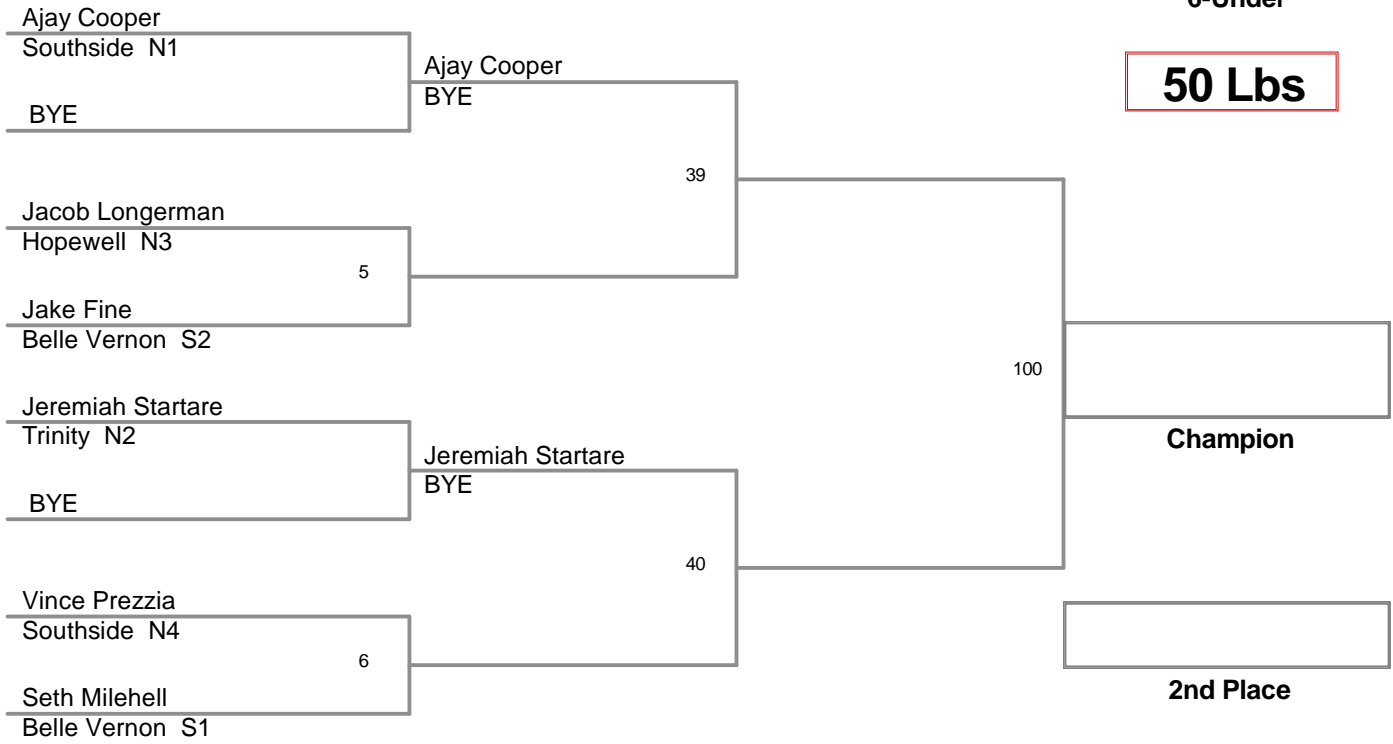 6-Under
50 Lbs
Ajay Cooper
Southside N1
BYE
Ajay Cooper
BYE
39
Jacob Longerman
Hopewell N3
5
Jake Fine
Belle Vernon S2
100
Champion
Jeremiah Startare
Trinity N2
BYE
Jeremiah Startare
BYE
40
Vince Prezzia
Southside N4
6
Seth Milehell
Belle Vernon S1
2nd Place